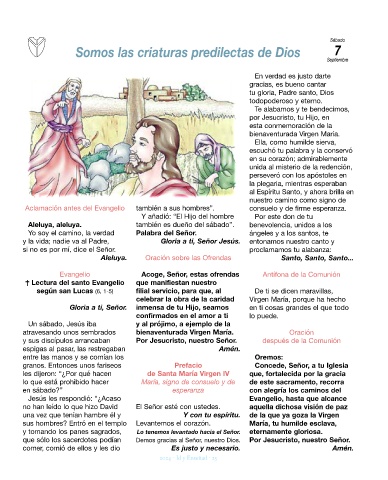 Sábado
7
Septiembre
Somos las criaturas predilectas de Dios
Aclamación antes del Evangelio
Aleluya, aleluya.
Yo soy el camino, la verdad
y la vida; nadie va al Padre,
si no es por mí, dice el Señor.
Aleluya.
Evangelio
† Lectura del santo Evangelio
según san Lucas (6, 1-5)
Gloria a ti, Señor.
Un sábado, Jesús iba
atravesando unos sembrados
y sus discípulos arrancaban
espigas al pasar, las restregaban
entre las manos y se comían los
granos. Entonces unos fariseos
les dijeron: “¿Por qué hacen
lo que está prohibido hacer
en sábado?”
Jesús les respondió: “¿Acaso
no han leído lo que hizo David
una vez que tenían hambre él y
sus hombres? Entró en el templo
y tomando los panes sagrados,
que sólo los sacerdotes podían
comer, comió de ellos y les dio
también a sus hombres”.
Y añadió: “El Hijo del hombre
también es dueño del sábado”.
Palabra del Señor.
Gloria a ti, Señor Jesús.
Oración sobre las Ofrendas
Acoge, Señor, estas ofrendas
que manifiestan nuestro
filial servicio, para que, al
celebrar la obra de la caridad
inmensa de tu Hijo, seamos
confirmados en el amor a ti
y al prójimo, a ejemplo de la
bienaventurada Virgen María.
Por Jesucristo, nuestro Señor.
Amén.
Prefacio
de Santa María Virgen IV
María, signo de consuelo y de
esperanza
El Señor esté con ustedes.
Y con tu espíritu.
Levantemos el corazón.
Lo tenemos levantado hacia el Señor.
Demos gracias al Señor, nuestro Dios.
Es justo y necesario.
En verdad es justo darte
gracias, es bueno cantar
tu gloria, Padre santo, Dios
todopoderoso y eterno.
Te alabamos y te bendecimos,
por Jesucristo, tu Hijo, en
esta conmemoración de la
bienaventurada Virgen María.
Ella, como humilde sierva,
escuchó tu palabra y la conservó
en su corazón; admirablemente
unida al misterio de la redención,
perseveró con los apóstoles en
la plegaria, mientras esperaban
al Espíritu Santo, y ahora brilla en
nuestro camino como signo de
consuelo y de firme esperanza.
Por este don de tu
benevolencia, unidos a los
ángeles y a los santos, te
entonamos nuestro canto y
proclamamos tu alabanza:
Santo, Santo, Santo...
Antífona de la Comunión
De ti se dicen maravillas,
Virgen María, porque ha hecho
en ti cosas grandes el que todo
lo puede.
Oración
después de la Comunión
Oremos:
Concede, Señor, a tu Iglesia
que, fortalecida por la gracia
de este sacramento, recorra
con alegría los caminos del
Evangelio, hasta que alcance
aquella dichosa visión de paz
de la que ya goza la Virgen
María, tu humilde esclava,
eternamente gloriosa.
Por Jesucristo, nuestro Señor.
Amén.